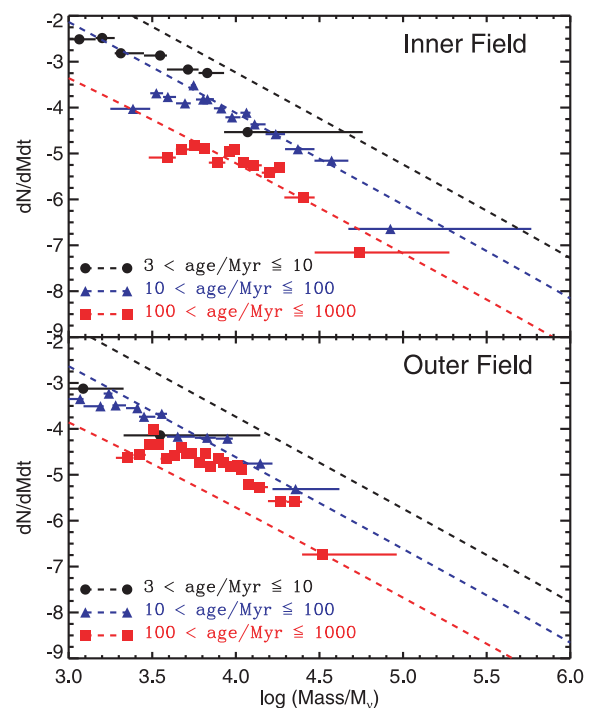 -2
Inner Field
-3
-4
dN/dMdt
-5
-6
-7
3 < age/Myr ≦ 10
10 < age/Myr ≦ 100
-8
100 < age/Myr ≦ 1000
-9
-2
Outer Field
-3
-4
dN/dMdt
-5
-6
-7
3 < age/Myr ≦ 10
10 < age/Myr ≦ 100
-8
100 < age/Myr ≦ 1000
-9
3.0 3.5 4.0 4.5 5.0 5.5 6.0
log (Mass/Mᵥ)